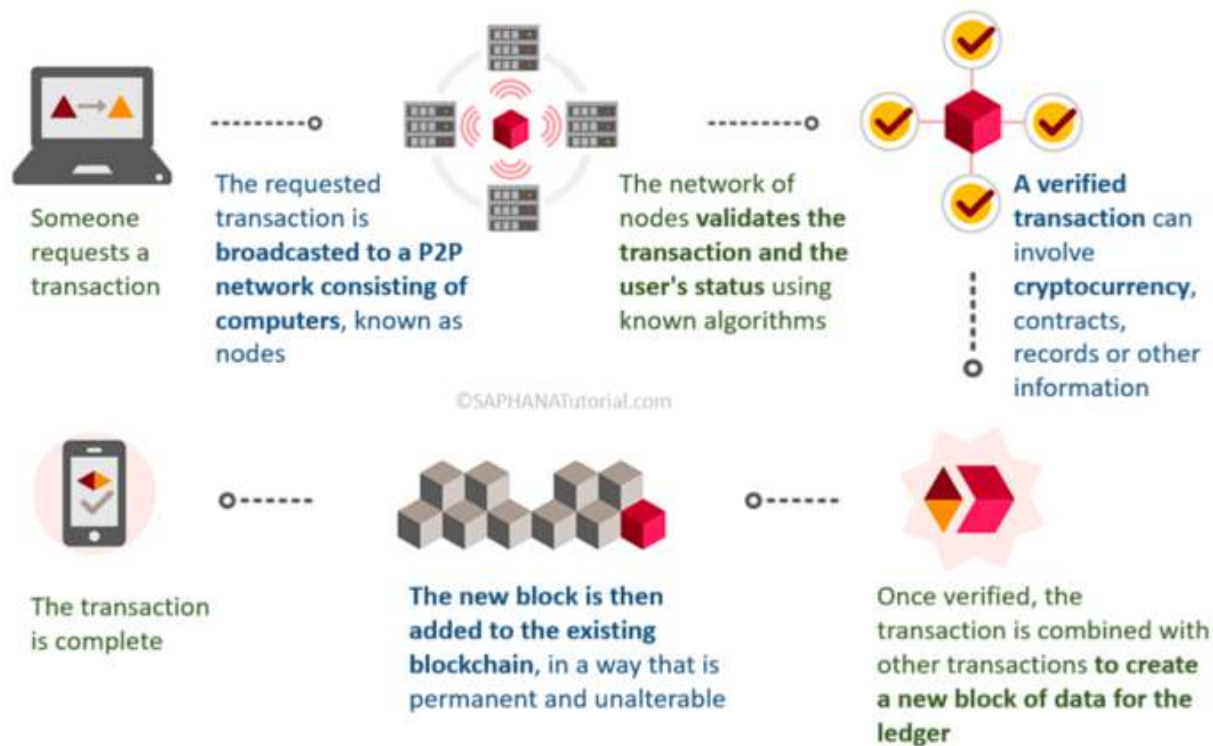 Someone
requests a
transaction
The requested
transaction is
broadcasted to a P2P
network consisting of
computers, known as
nodes
The network of
nodes validates the
transaction and the
user's status using
known algorithms
A verified
transaction can
involve
cryptocurrency,
contracts,
records or other
information
©SAPHANATutorial.com
Once verified, the
transaction is combined with
other transactions to create
a new block of data for the
ledger
The new block is then
added to the existing
blockchain, in a way that is
permanent and unalterable
The transaction
is complete